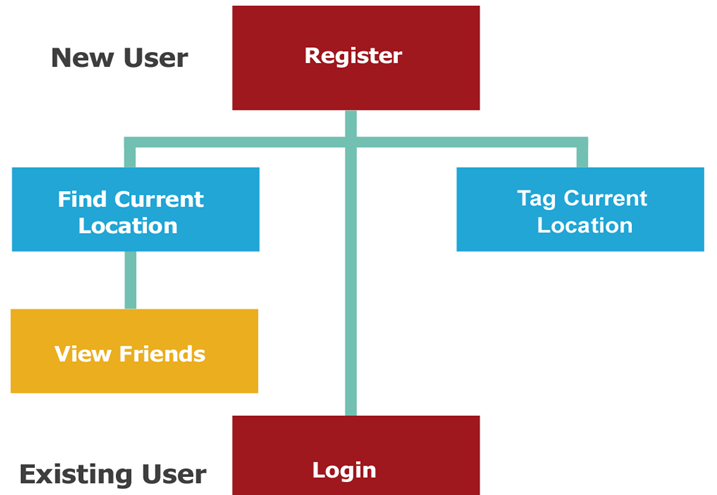 New User
Register
Find Current
Location
Tag Current
Location
View Friends
Existing User
Login